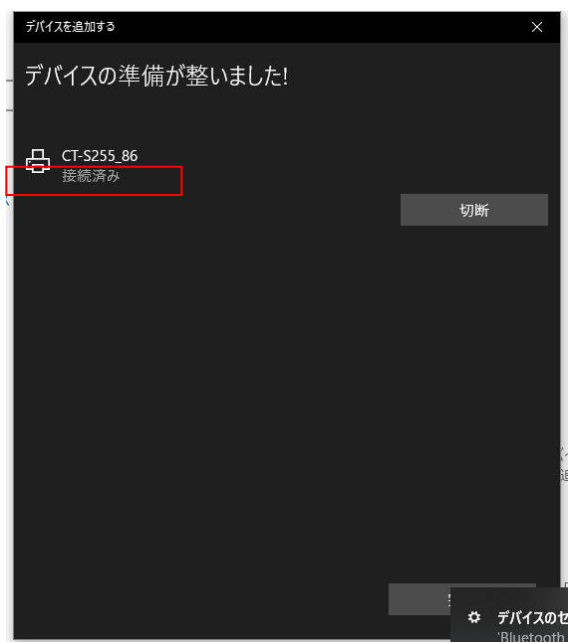 デバイスを追加する
デバイスの準備が整いました!
CT-S255_86
接続済み
切断
デバイスのセ
'Bluetooth